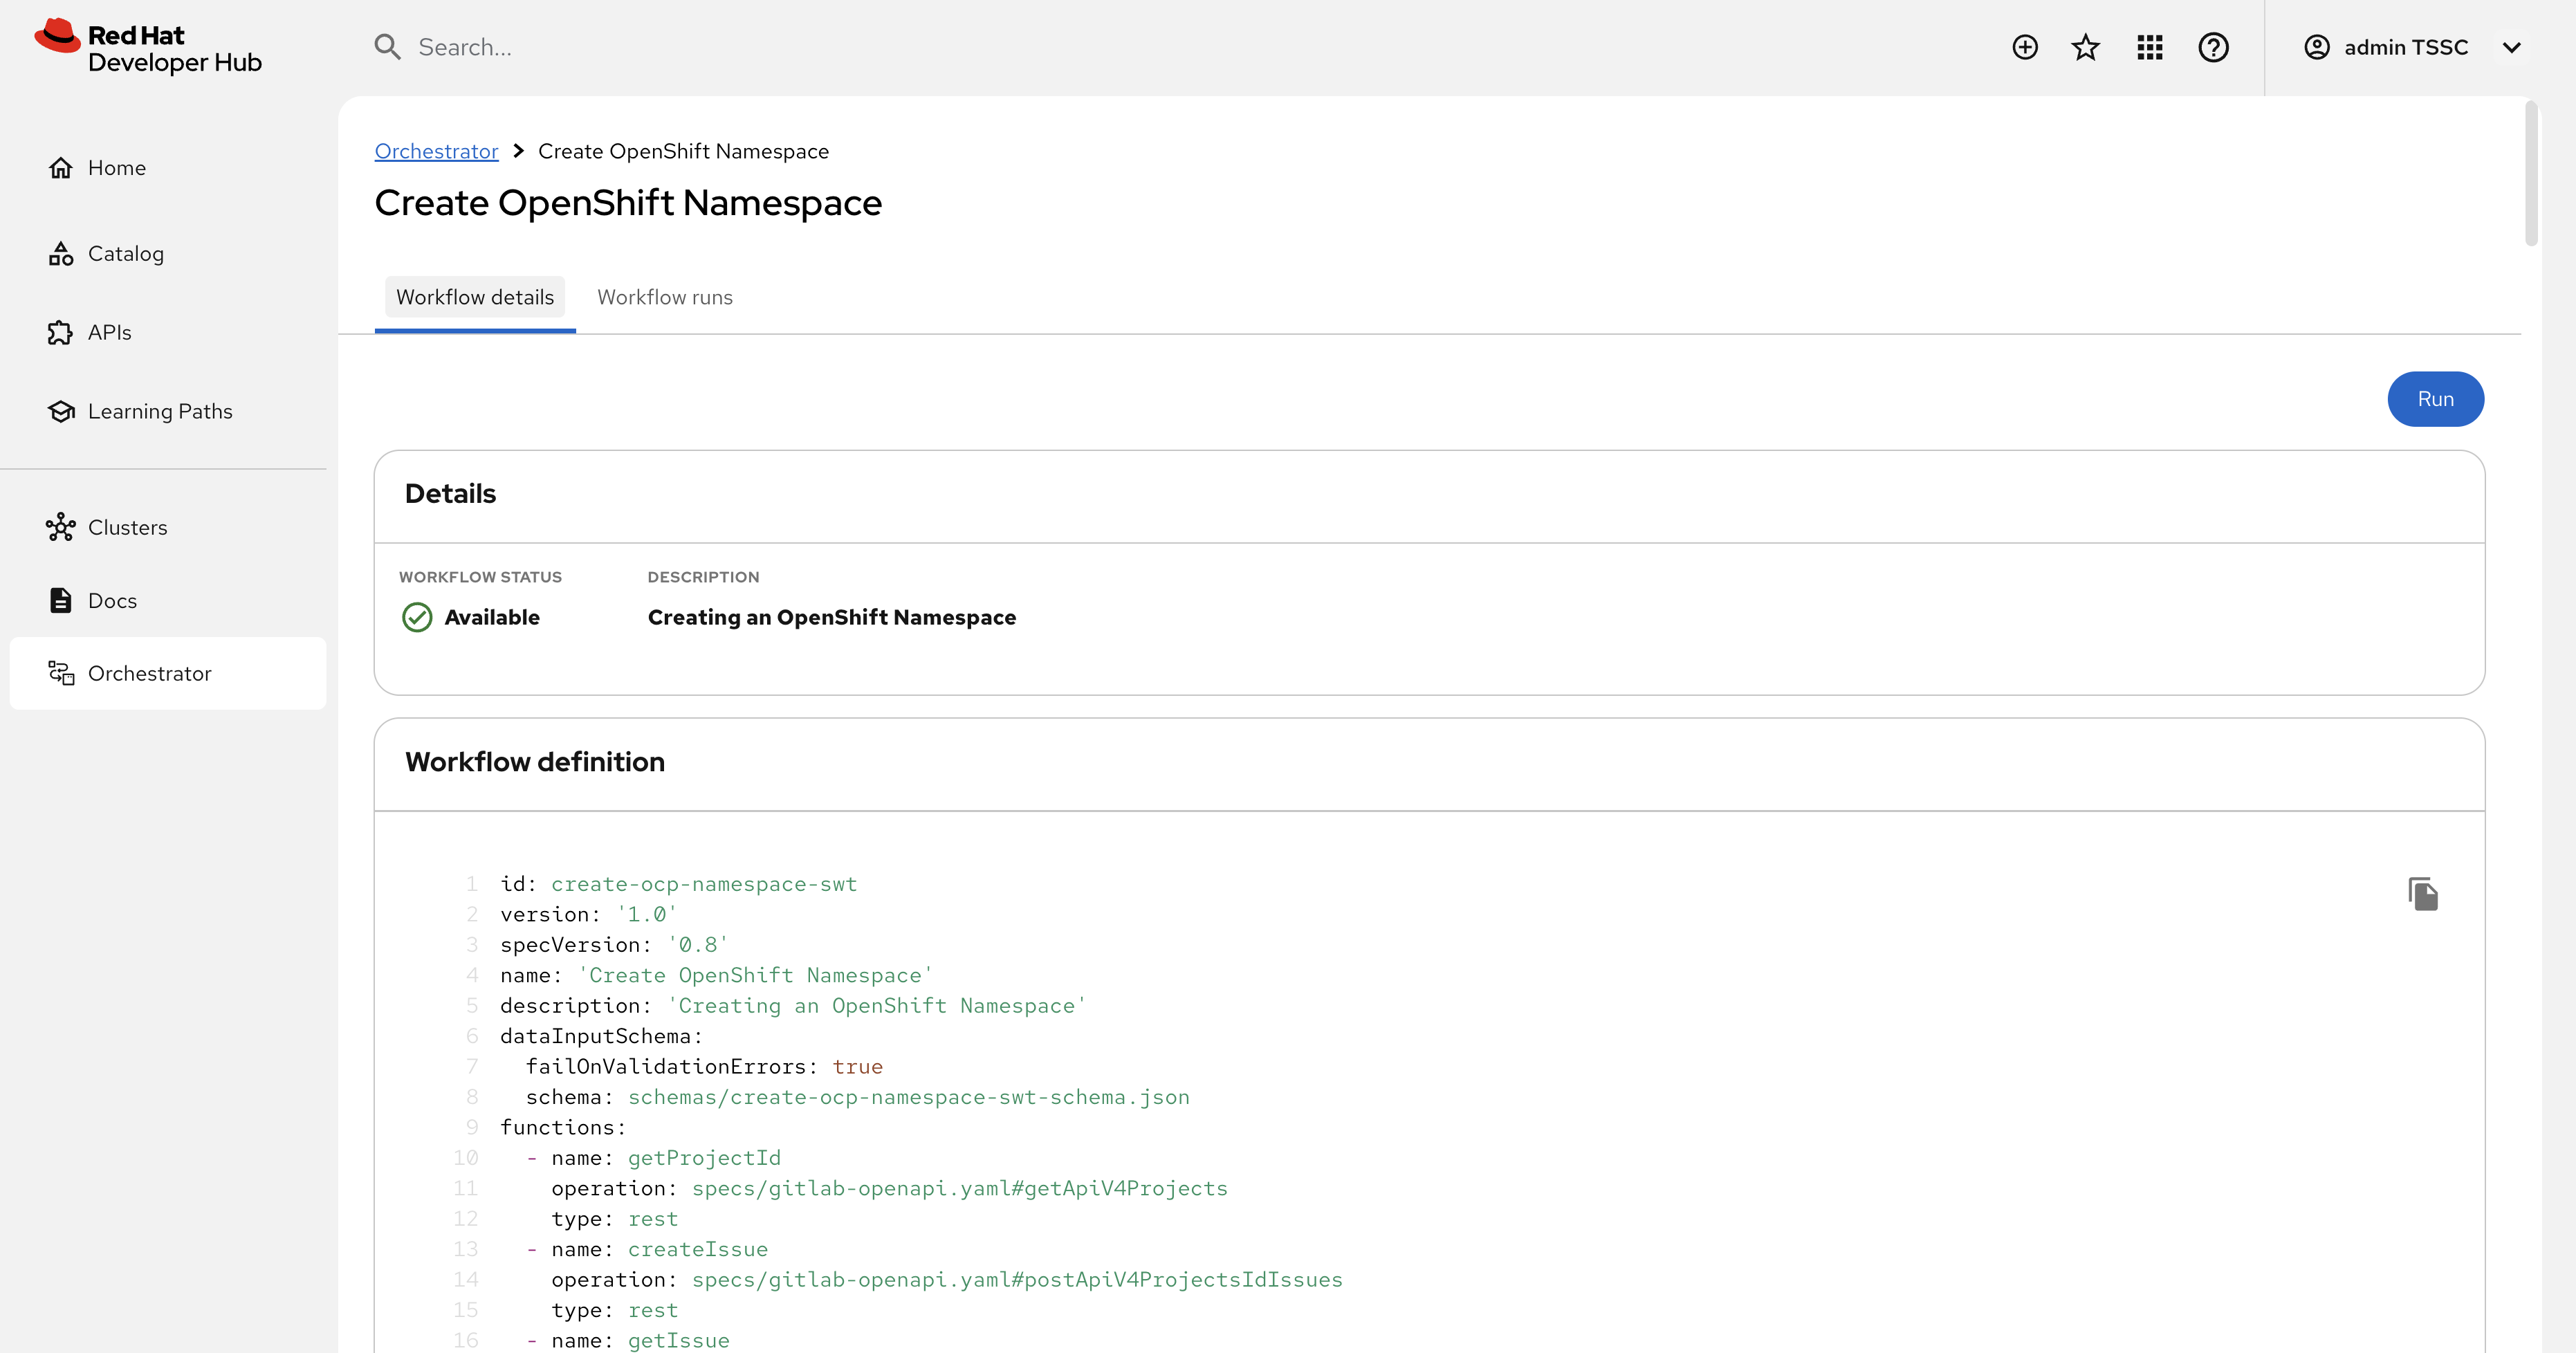 Red Hat
Developer Hub
Search...
admin TSSC
Home
Catalog
APIs
Learning Paths
Clusters
Docs
Orchestrator
Orchestrator > Create OpenShift Namespace
Create OpenShift Namespace
Workflow details
Workflow runs
Run
Details
WORKFLOW STATUS
Available
DESCRIPTION
Creating an OpenShift Namespace
Workflow definition
1 id: create-ocp-namespace-swt
2 version: '1.0'
3 specVersion: '0.8'
4 name: 'Create OpenShift Namespace'
5 description: 'Creating an OpenShift Namespace'
6 dataInputSchema:
7   failOnValidationErrors: true
8   schema: schemas/create-ocp-namespace-swt-schema.json
9 functions:
10   - name: getProjectId
11     operation: specs/gitlab-openapi.yaml#getApiV4Projects
12     type: rest
13   - name: createIssue
14     operation: specs/gitlab-openapi.yaml#postApiV4ProjectsIdIssues
15     type: rest
16   - name: getIssue